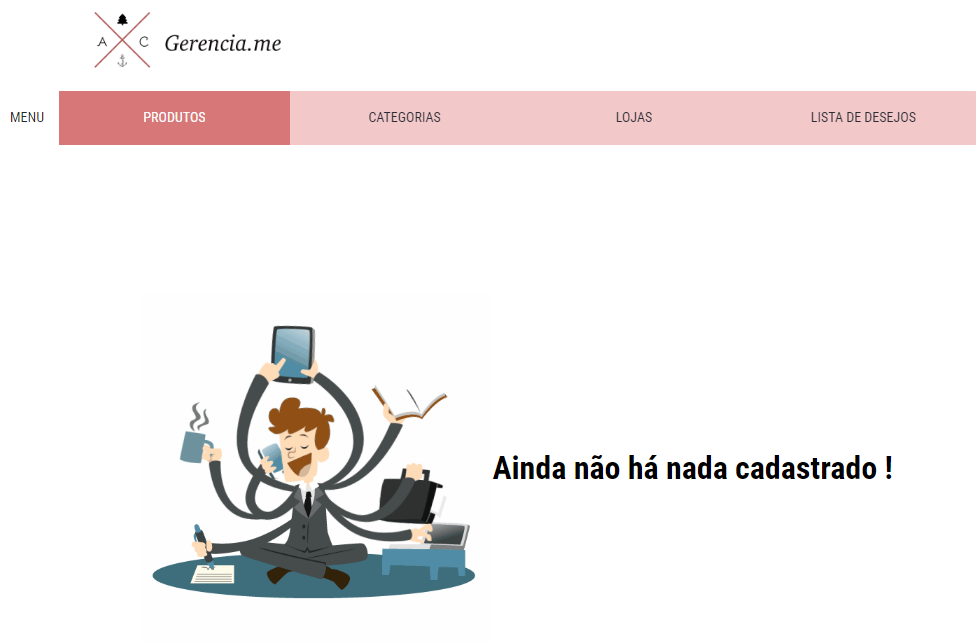 A C Gerencia.me
MENU PRODUTOS CATEGORIAS LOJAS LISTA DE DESEJOS
Ainda não há nada cadastrado !